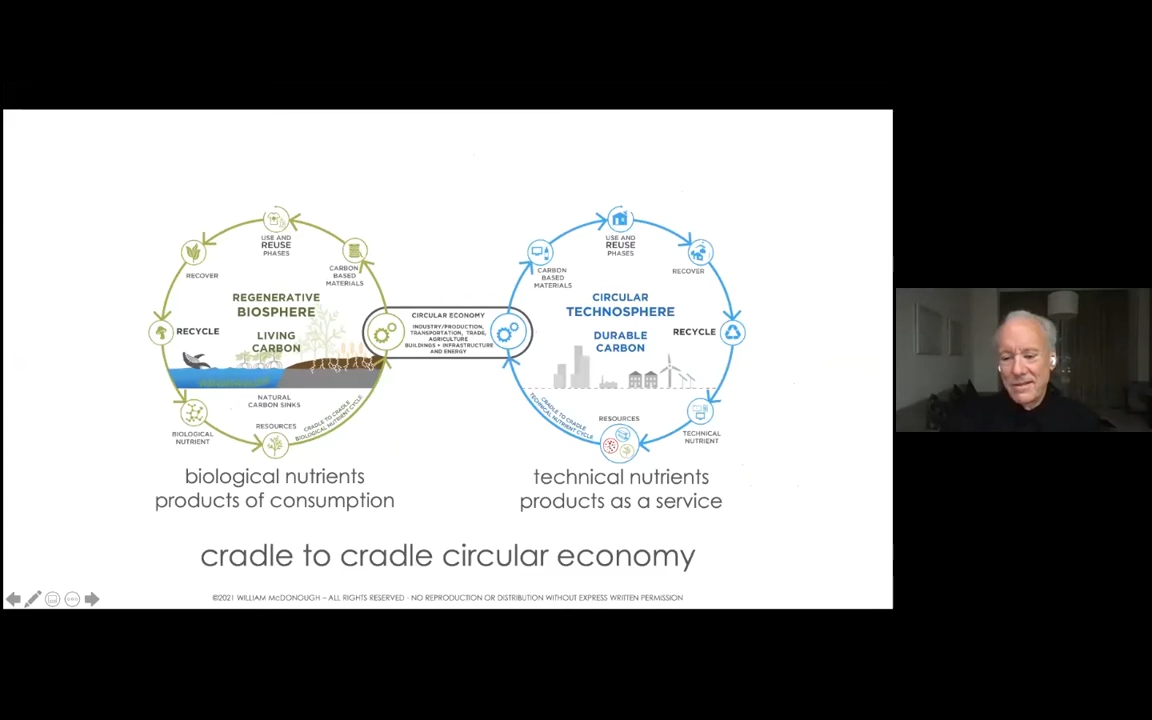 USE AND
REUSE
PHASES
RECOVER
CARBON
BASED
MATERIALS
REGENERATIVE
BIOSPHERE
RECYCLE
LIVING
CARBON
NATURAL
CARBON SINKS
BIOLOGICAL
NUTRIENT
RESOURCES
CRADLE TO CRADLE
BIOLOGICAL NUTRIENT CYCLE
CIRCULAR ECONOMY
INDUSTRY/PRODUCTION,
TRANSPORTATION, TRADE,
AGRICULTURE
BUILDINGS + INFRASTRUCTURE
AND ENERGY
USE AND
REUSE
PHASES
CARBON
BASED
MATERIALS
RECOVER
CIRCULAR
TECHNOSPHERE
DURABLE
CARBON
RECYCLE
CRADLE TO CRADLE
TECHNICAL NUTRIENT CYCLE
RESOURCES
TECHNICAL
NUTRIENT
biological nutrients
products of consumption
technical nutrients
products as a service
cradle to cradle circular economy
©2021 WILLIAM McDONOUGH – ALL RIGHTS RESERVED - NO REPRODUCTION OR DISTRIBUTION WITHOUT EXPRESS WRITTEN PERMISSION